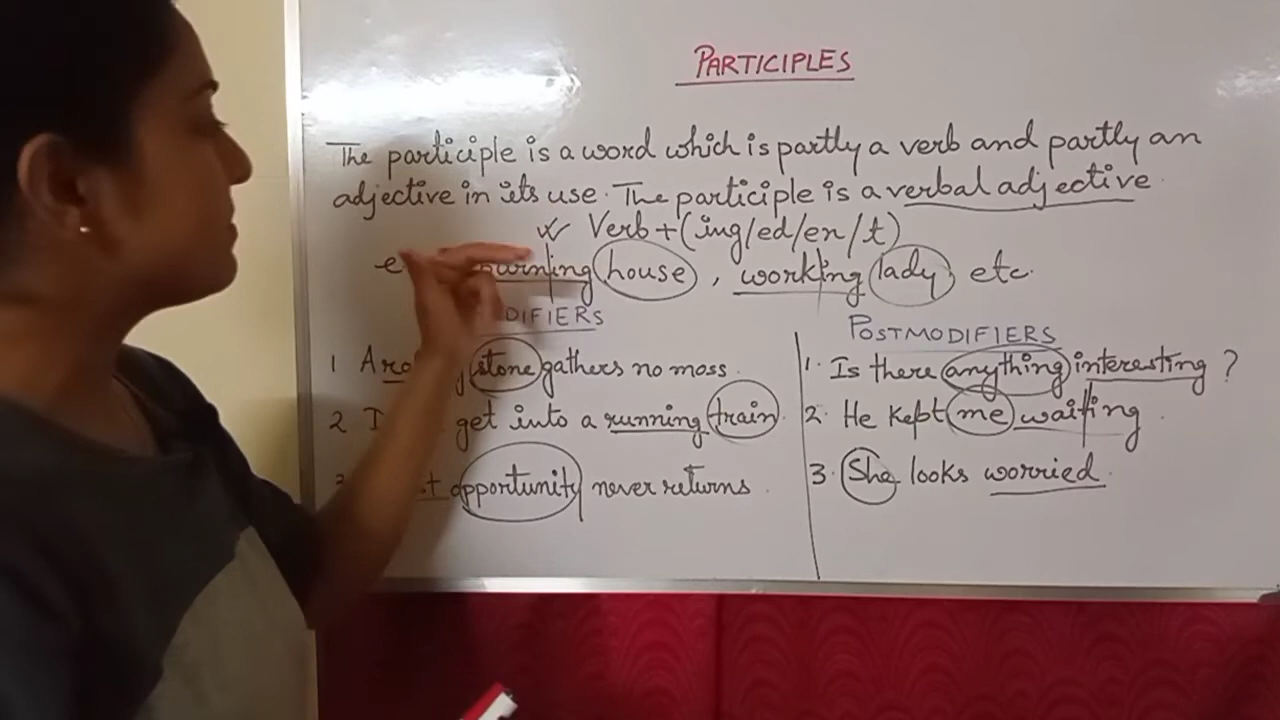 PARTICIPLES
The participle is a word which is partly a verb and partly an
adjective in its use. The participle is a verbal adjective.
Verb + (ing/ed/en/t)
house, working lady, etc.
POSTMODIFIERS
1 A stone gathers no moss.
2 get into a running train.
opportunity never returns.
1. Is there anything interesting ?
2. He kept me waiting.
3. She looks worried.